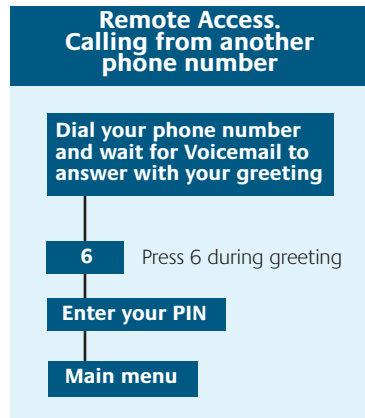 Remote Access.
Calling from another
phone number
Dial your phone number
and wait for Voicemail to
answer with your greeting
6 Press 6 during greeting
Enter your PIN
Main menu